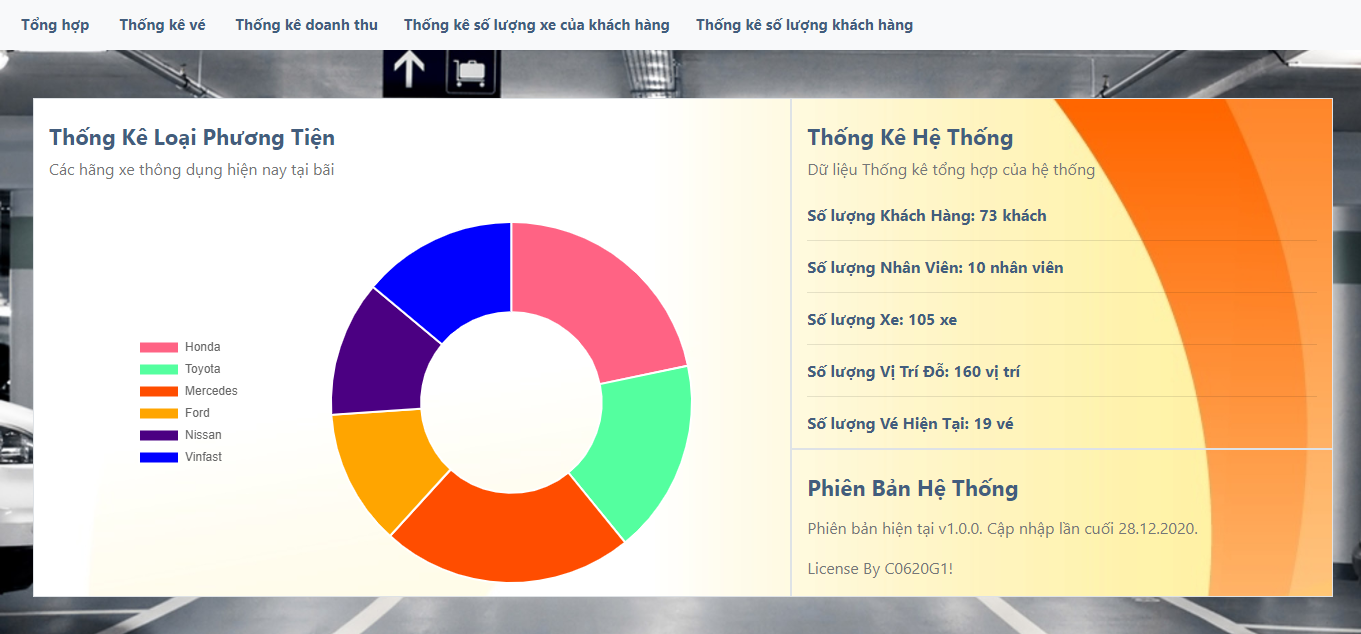 Tổng hợp
Thống kê vé
Thống kê doanh thu
Thống kê số lượng xe của khách hàng
Thống kê số lượng khách hàng
Thống Kê Loại Phương Tiện
Các hãng xe thông dụng hiện nay tại bãi
Honda
Toyota
Mercedes
Ford
Nissan
Vinfast
Thống Kê Hệ Thống
Dữ liệu Thống kê tổng hợp của hệ thống
Số lượng Khách Hàng: 73 khách
Số lượng Nhân Viên: 10 nhân viên
Số lượng Xe: 105 xe
Số lượng Vị Trí Đỗ: 160 vị trí
Số lượng Vé Hiện Tại: 19 vé
Phiên Bản Hệ Thống
Phiên bản hiện tại v1.0.0. Cập nhập lần cuối 28.12.2020.
License By C0620G1!